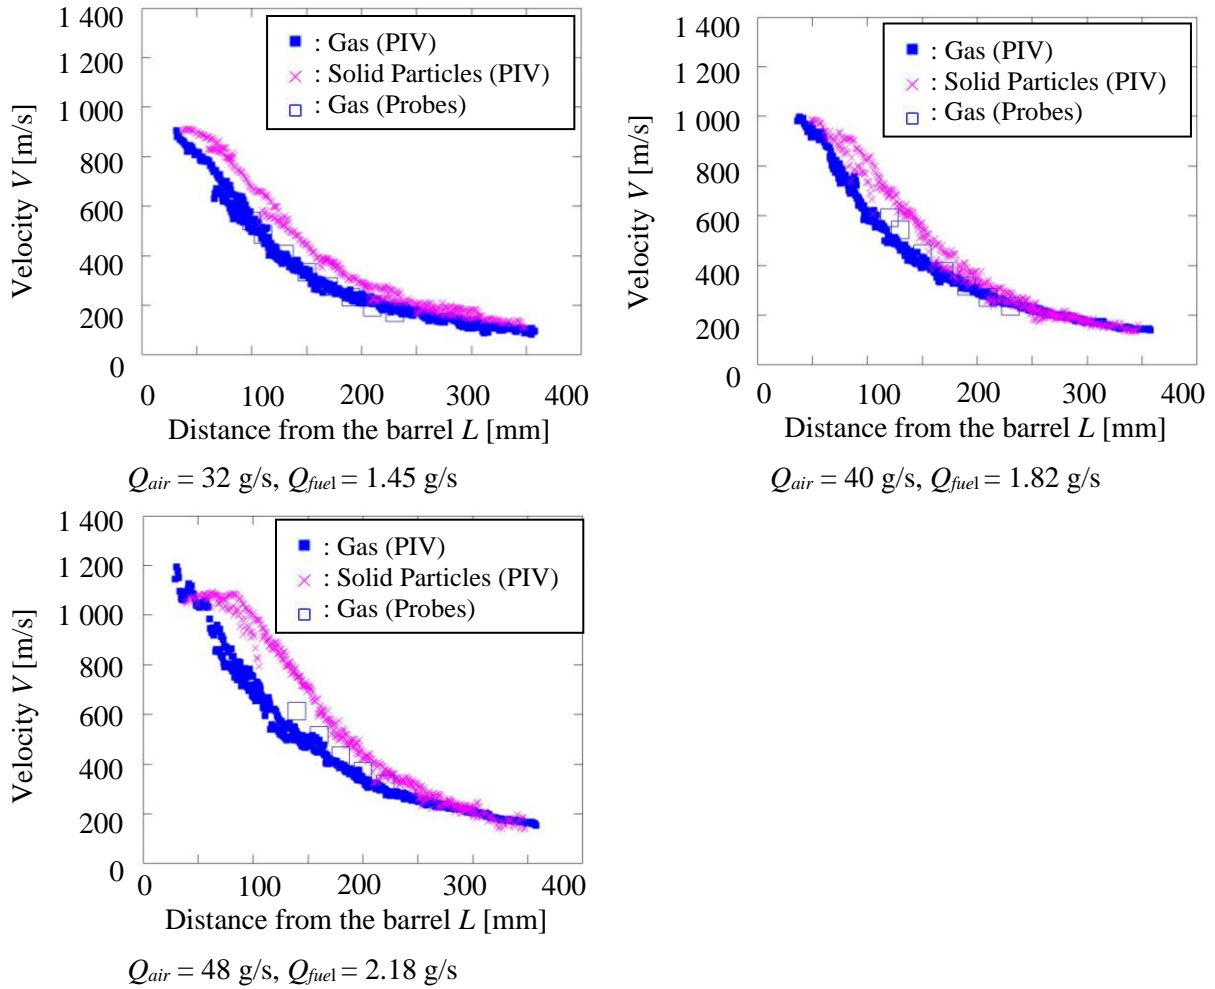 1 400
1 200
1 000
800
600
400
200
0
Velocity V [m/s]
: Gas (PIV)
: Solid Particles (PIV)
: Gas (Probes)
0 100 200 300 400
Distance from the barrel L [mm]
Qair = 32 g/s, Qfuel = 1.45 g/s
1 400
1 200
1 000
800
600
400
200
0
Velocity V [m/s]
: Gas (PIV)
: Solid Particles (PIV)
: Gas (Probes)
0 100 200 300 400
Distance from the barrel L [mm]
Qair = 40 g/s, Qfuel = 1.82 g/s
1 400
1 200
1 000
800
600
400
200
0
Velocity V [m/s]
: Gas (PIV)
: Solid Particles (PIV)
: Gas (Probes)
0 100 200 300 400
Distance from the barrel L [mm]
Qair = 48 g/s, Qfuel = 2.18 g/s